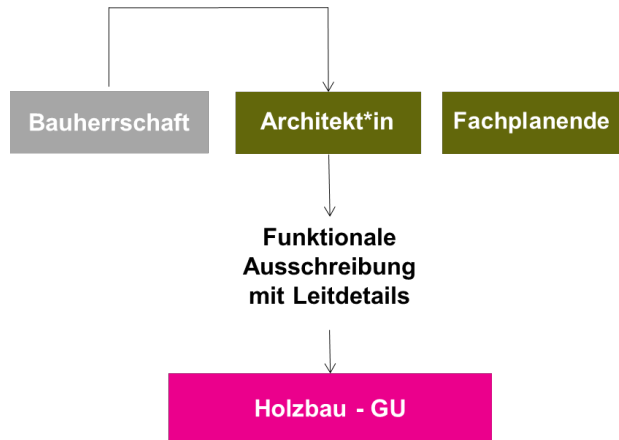 Bauherrschaft
Architekt*in
Fachplanende
Funktionale
Ausschreibung
mit Leitdetails
Holzbau - GU